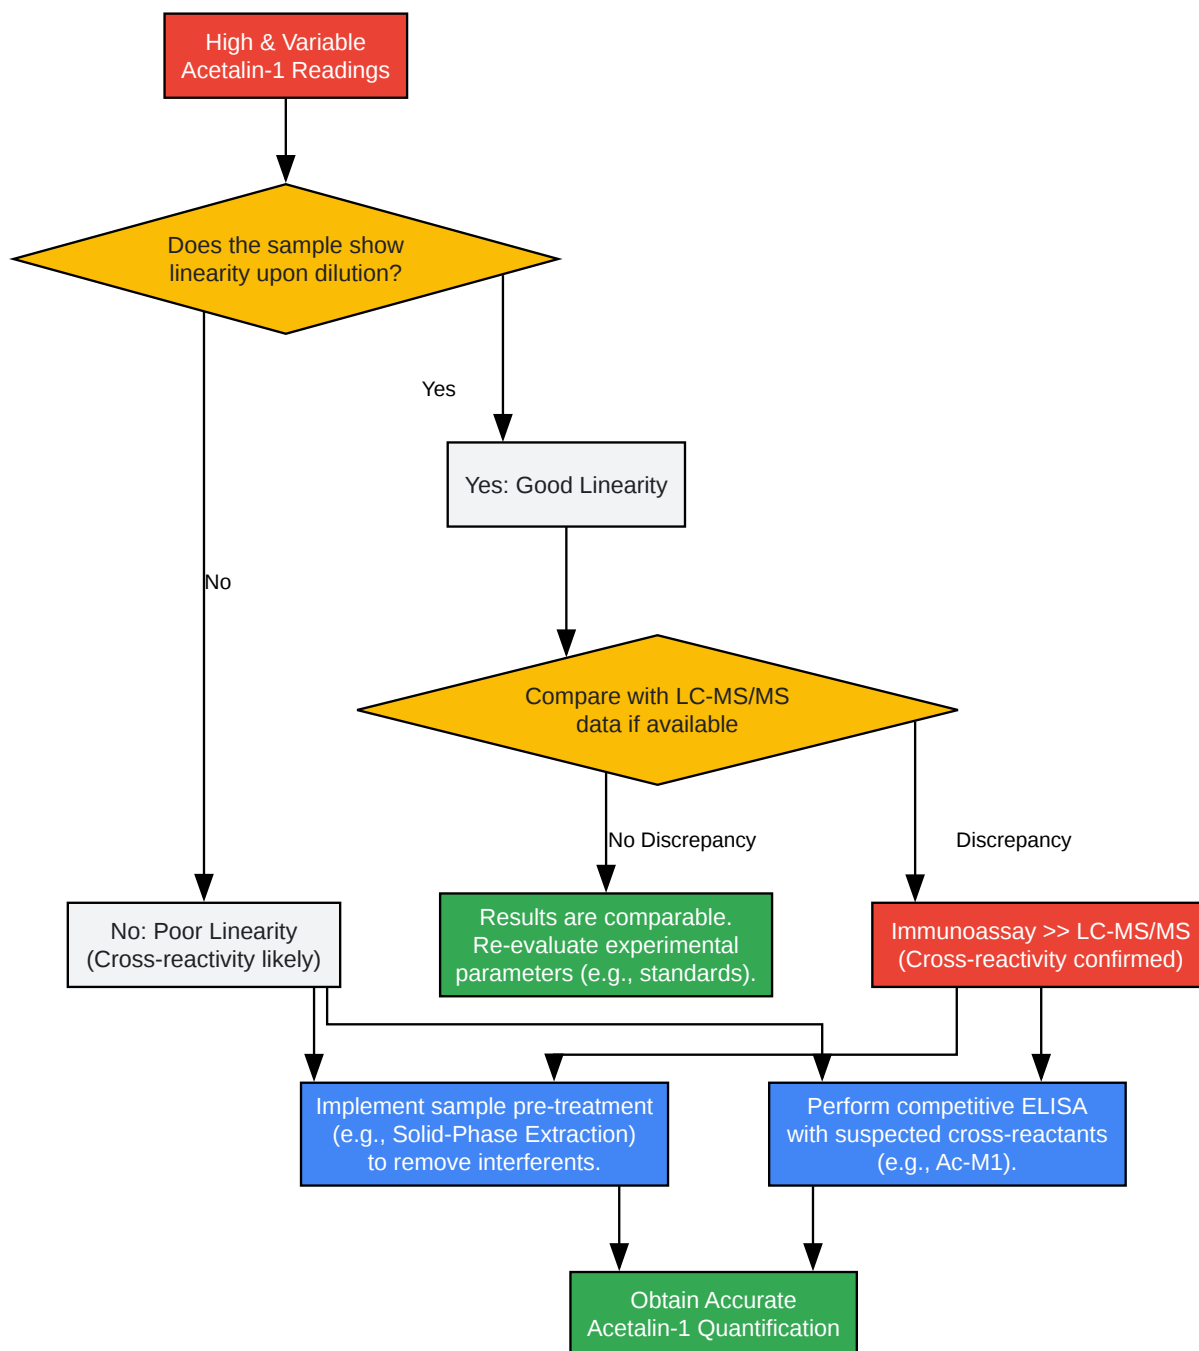 High & Variable
Acetalin-1 Readings
Does the sample show
linearity upon dilution?
Yes
Yes: Good Linearity
No
Compare with LC-MS/MS
data if available
No Discrepancy
Discrepancy
No: Poor Linearity
(Cross-reactivity likely)
Results are comparable.
Re-evaluate experimental
parameters (e.g., standards).
Immunoassay >> LC-MS/MS
(Cross-reactivity confirmed)
Implement sample pre-treatment
(e.g., Solid-Phase Extraction)
to remove interferents.
Perform competitive ELISA
with suspected cross-reactants
(e.g., Ac-M1).
Obtain Accurate
Acetalin-1 Quantification